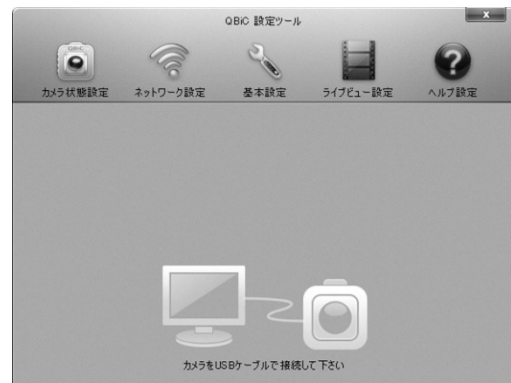 QBiC 設定ツール
x
QBiC
カメラ状態設定
ネットワーク設定
基本設定
ライブビュー設定
ヘルプ設定
カメラをUSBケーブルで接続して下さい